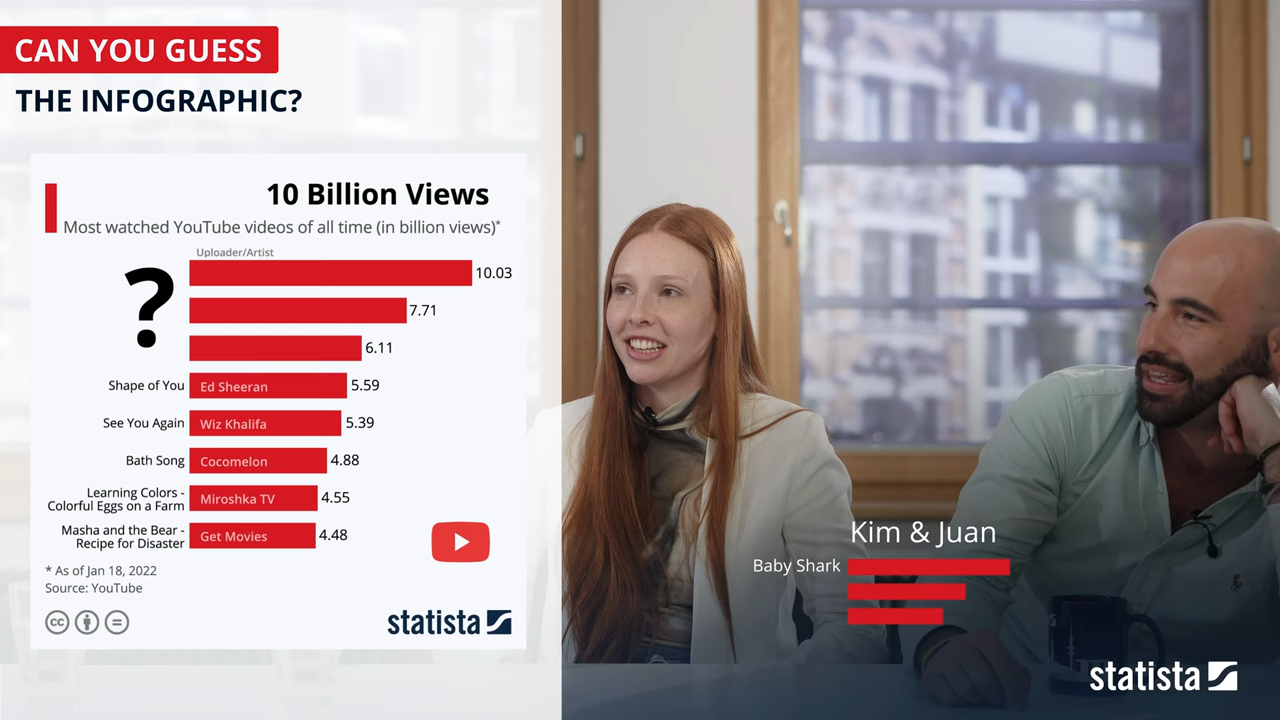 CAN YOU GUESS
THE INFOGRAPHIC?
10 Billion Views
Most watched YouTube videos of all time (in billion views)*
Uploader/Artist
?
10.03
7.71
6.11
Shape of You Ed Sheeran 5.59
See You Again Wiz Khalifa 5.39
Bath Song Cocomelon 4.88
Learning Colors -
Colorful Eggs on a Farm Miroshka TV 4.55
Masha and the Bear -
Recipe for Disaster Get Movies 4.48
* As of Jan 18, 2022
Source: YouTube
cc
statista
Kim & Juan
Baby Shark
statista